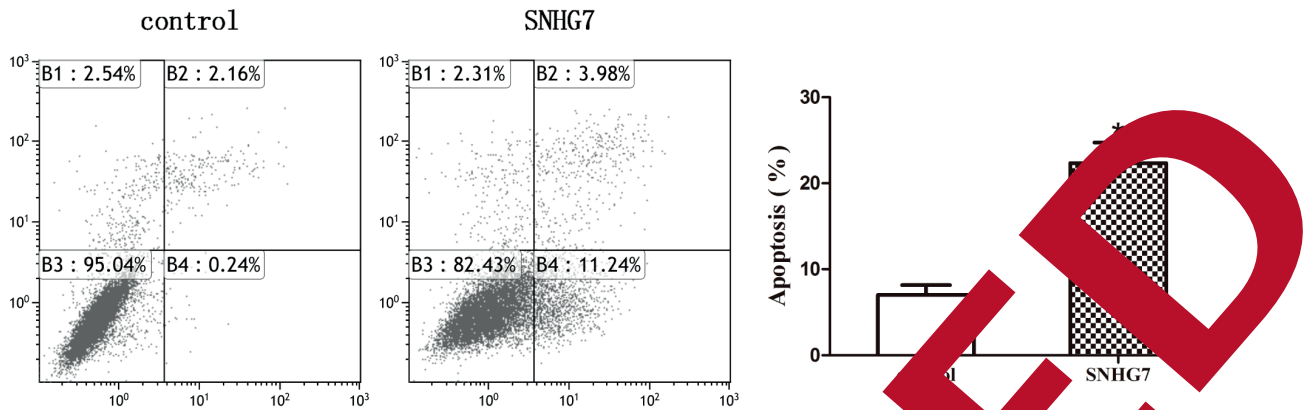 control
SNHG7
10³
B1 : 2.54%
B2 : 2.16%
10²
10¹
B3 : 95.04%
B4 : 0.24%
10⁰
10⁰ 10¹ 10² 10³
10³
B1 : 2.31%
B2 : 3.98%
10²
10¹
B3 : 82.43%
B4 : 11.24%
10⁰
10⁰ 10¹ 10² 10³
Apoptosis ( % )
30
20
10
0
SNHG7